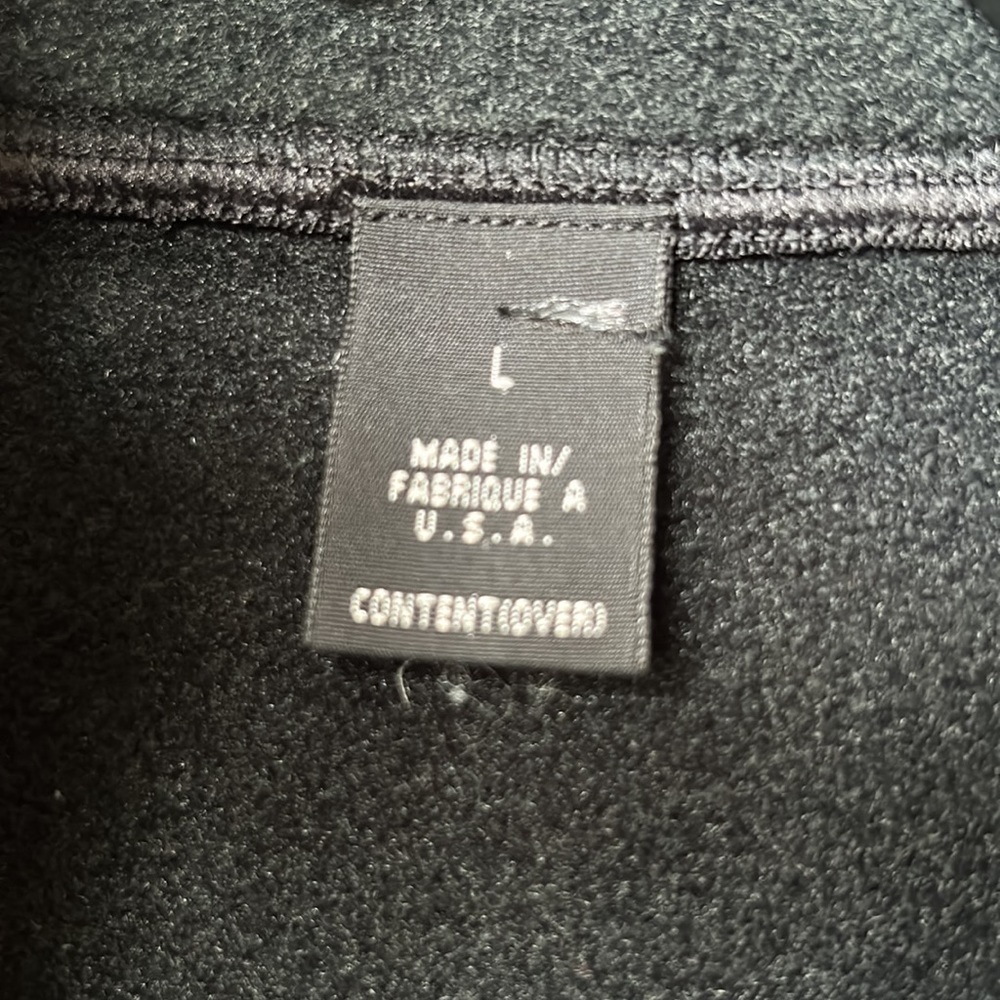 L
MADE IN/
FABRIQUE A
U.S.A.
CONTENT(OVER)